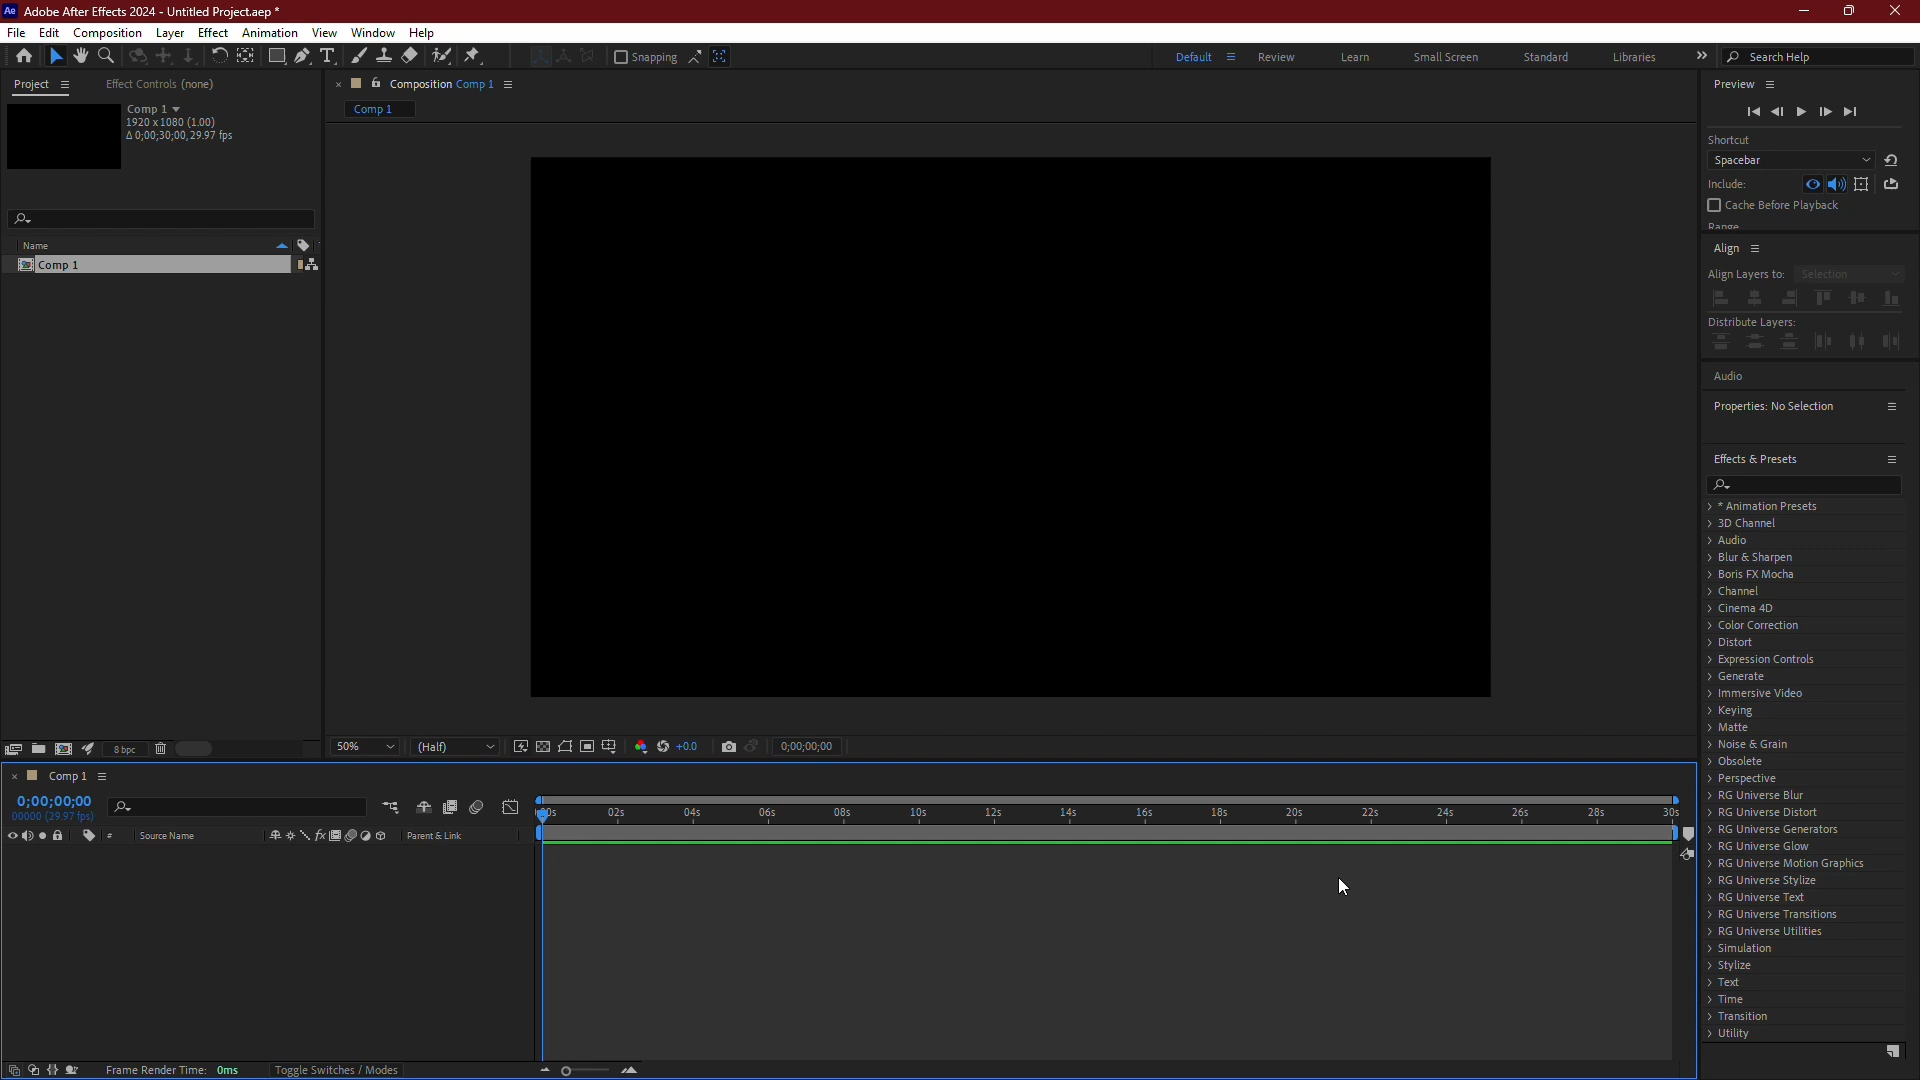 Ae Adobe After Effects 2024 - Untitled Project.aep *
File Edit Composition Layer Effect Animation View Window Help
Snapping Default Review Learn Small Screen Standard Libraries Search Help
Project Effect Controls (none)
Comp 1
1920 x 1080 (1.00)
Δ 0;00;30;00, 29.97 fps
Name
Comp 1
8 bpc
Composition Comp 1
Comp 1
50% (Half) +0.0 0;00;00;00
Preview
Shortcut
Spacebar
Include:
Cache Before Playback
Range
Align
Align Layers to: Selection
Distribute Layers:
Audio
Properties: No Selection
Effects & Presets
* Animation Presets
3D Channel
Audio
Blur & Sharpen
Boris FX Mocha
Channel
Cinema 4D
Color Correction
Distort
Expression Controls
Generate
Immersive Video
Keying
Matte
Noise & Grain
Obsolete
Perspective
RG Universe Blur
RG Universe Distort
RG Universe Generators
RG Universe Glow
RG Universe Motion Graphics
RG Universe Stylize
RG Universe Text
RG Universe Transitions
RG Universe Utilities
Simulation
Stylize
Text
Time
Transition
Utility
Comp 1
0;00;00;00
00000 (29.97 fps)
:00s 02s 04s 06s 08s 10s 12s 14s 16s 18s 20s 22s 24s 26s 28s 30s
# Source Name fx Parent & Link
Frame Render Time: 0ms Toggle Switches / Modes